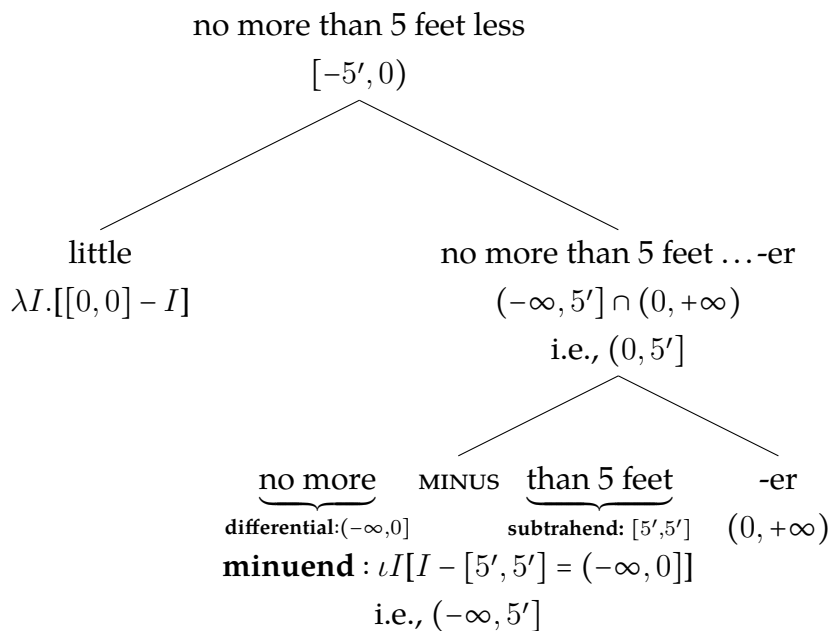 no more than 5 feet less
[−5′, 0)
little
λI.[[0, 0] − I]
no more than 5 feet …-er
(−∞, 5′] ∩ (0, +∞)
i.e., (0, 5′]
no more MINUS than 5 feet -er
differential:(−∞,0] subtrahend: [5′,5′] (0, +∞)
minuend : ιI[I − [5′, 5′] = (−∞, 0]]
i.e., (−∞, 5′]